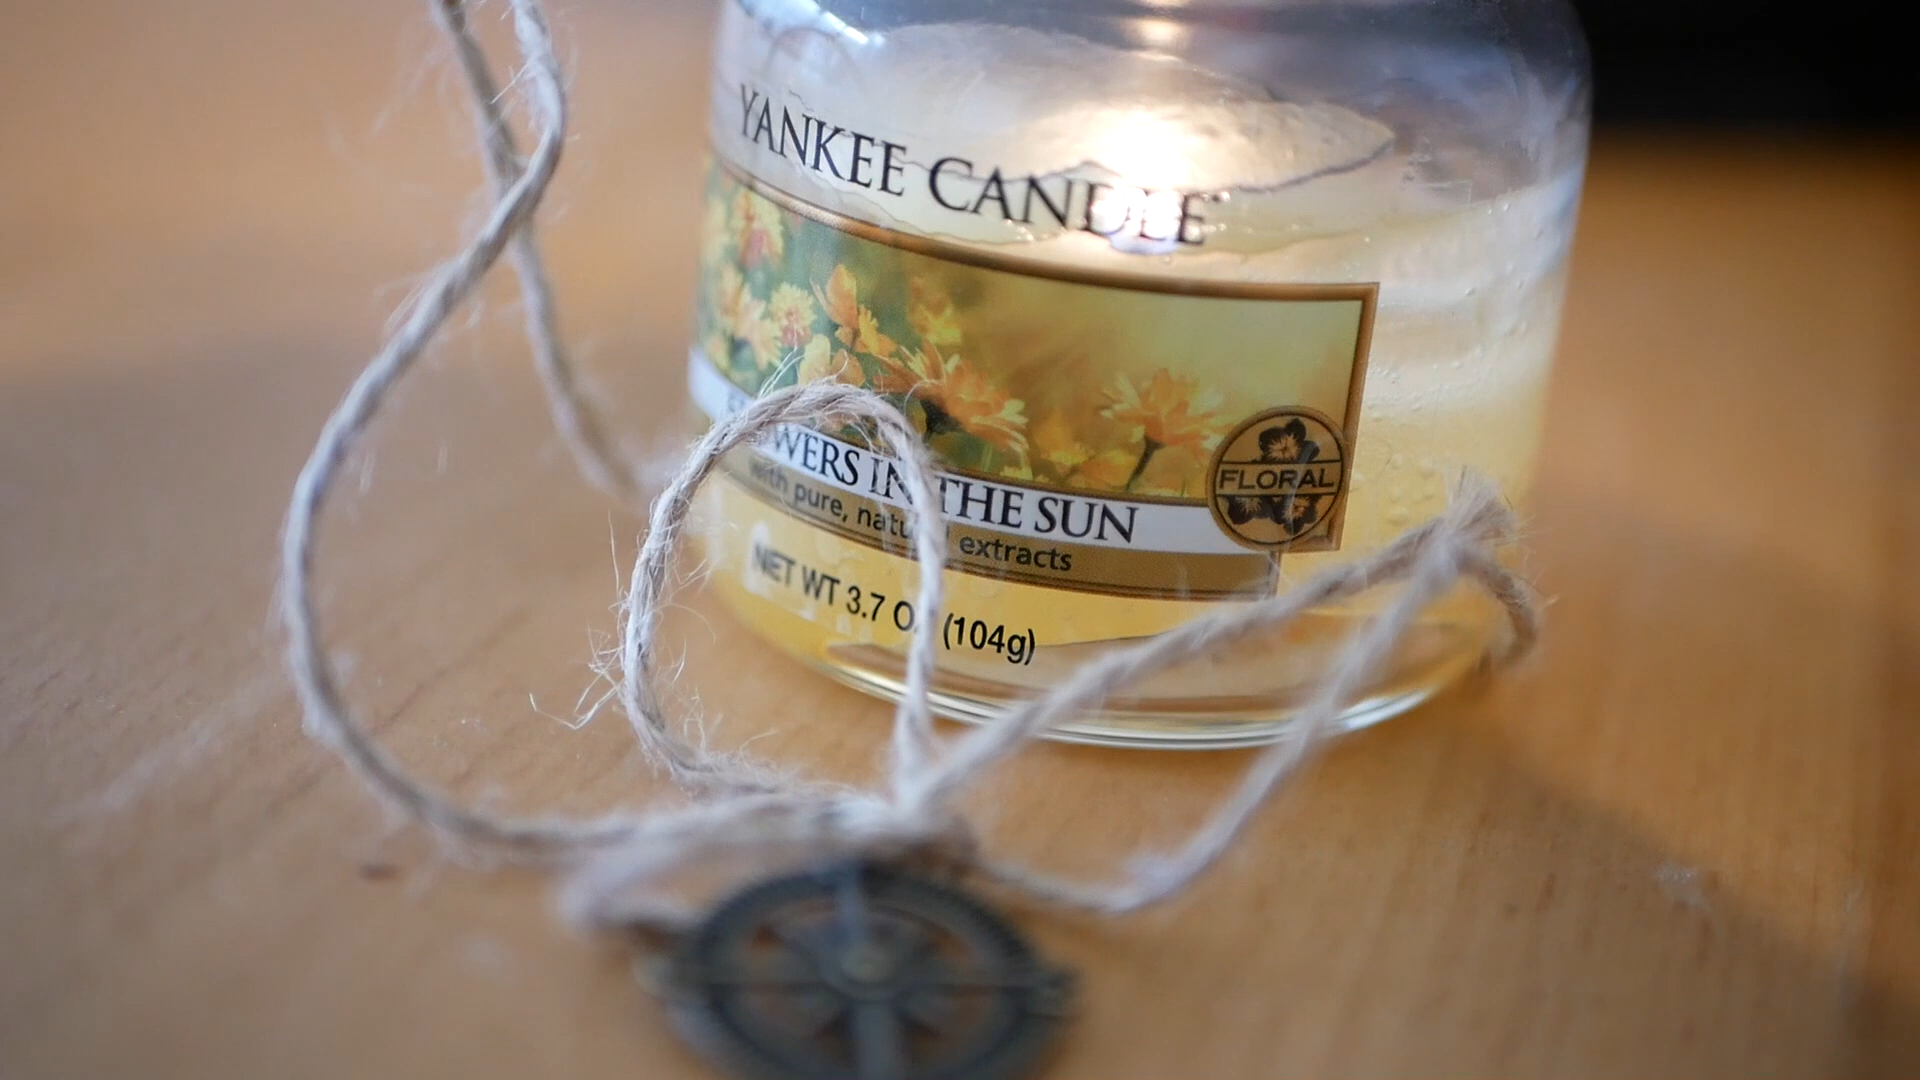 YANKEE CANDLE
WERS IN THE SUN
with pure, natu extracts
FLORAL
NET WT 3.7 O (104g)